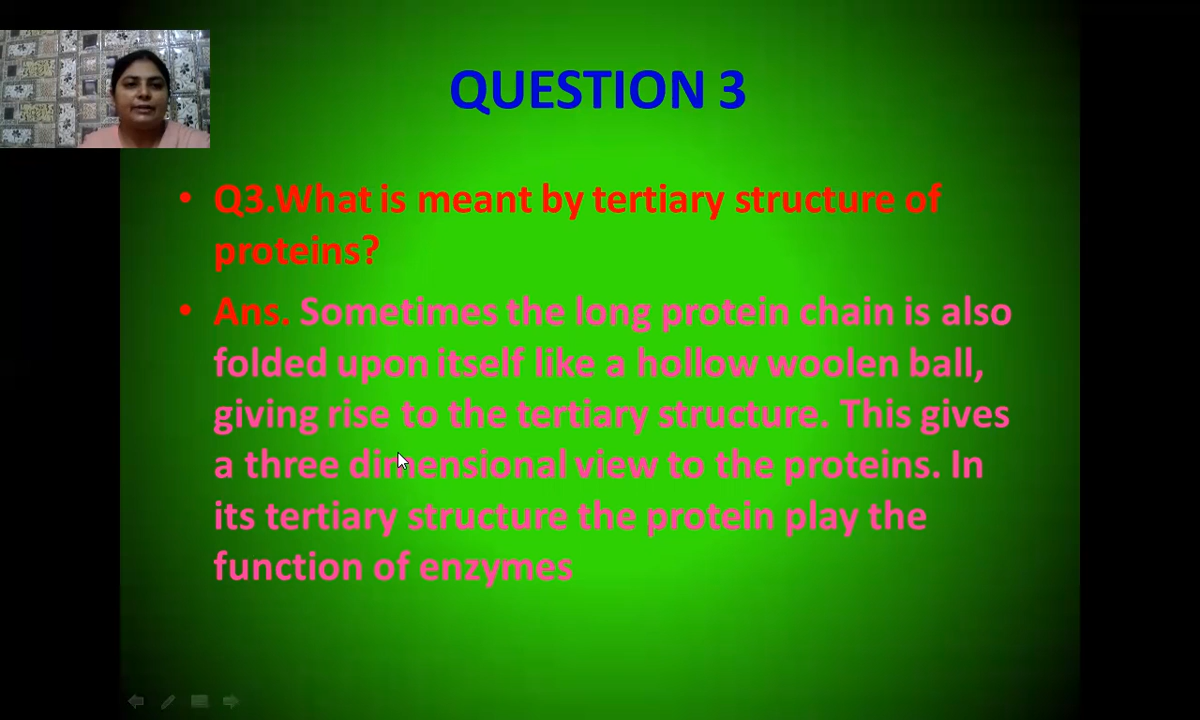 QUESTION 3
• Q3.What is meant by tertiary structure of
proteins?
• Ans. Sometimes the long protein chain is also
folded upon itself like a hollow woolen ball,
giving rise to the tertiary structure. This gives
a three dimensional view to the proteins. In
its tertiary structure the protein play the
function of enzymes